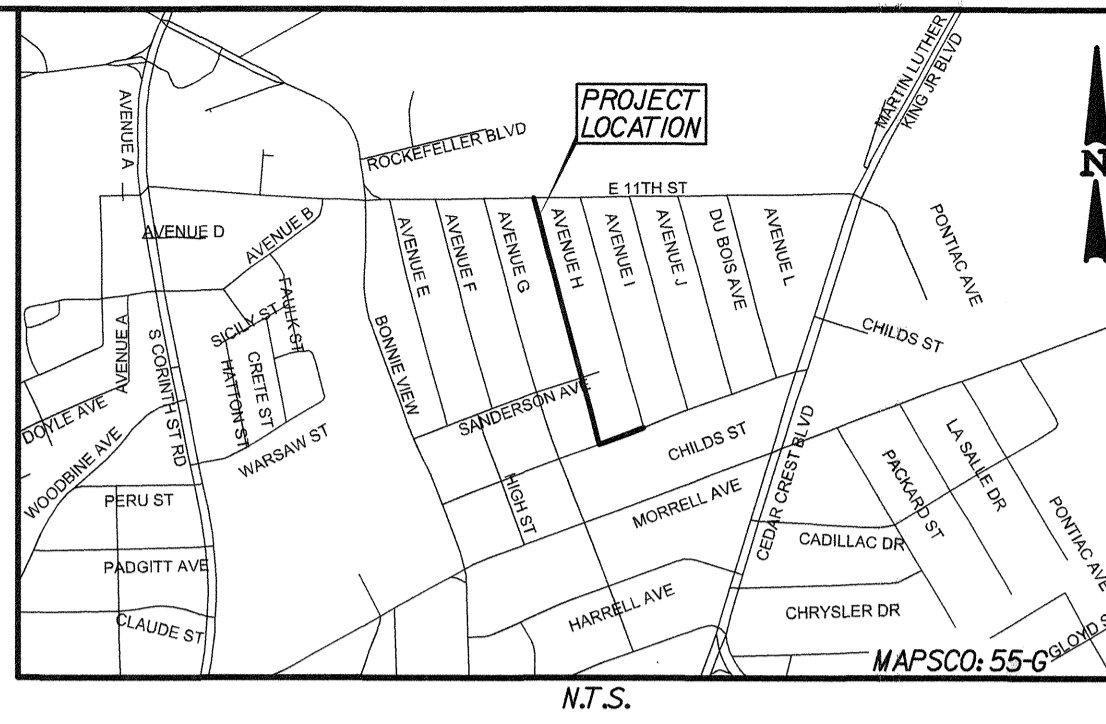 MARTIN LUTHER
KING JR BLVD
PROJECT
LOCATION
AVENUE A
ROCKEFELLER BLVD
N
E 11TH ST
AVENUE D
AVENUE B
AVENUE E
AVENUE F
AVENUE G
AVENUE H
AVENUE I
AVENUE J
DU BOIS AVE
AVENUE L
PONTIAC AVE
AVENUE A
S CORINTH ST RD
SICILY ST
FAULK ST
HATTON ST
CRETE ST
BONNIE VIEW
CHILDS ST
DOYLE AVE
WOODBINE AVE
WARSAW ST
SANDERSON AVE
CHILDS ST
HIGH ST
MORRELL AVE
CEDAR CREST BLVD
PACKARD ST
LA SALLE DR
PONTIAC AVE
PERU ST
PADGITT AVE
CLAUDE ST
CADILLAC DR
HARRELL AVE
CHRYSLER DR
GLOYD S
MAPSCO: 55-G
N.T.S.